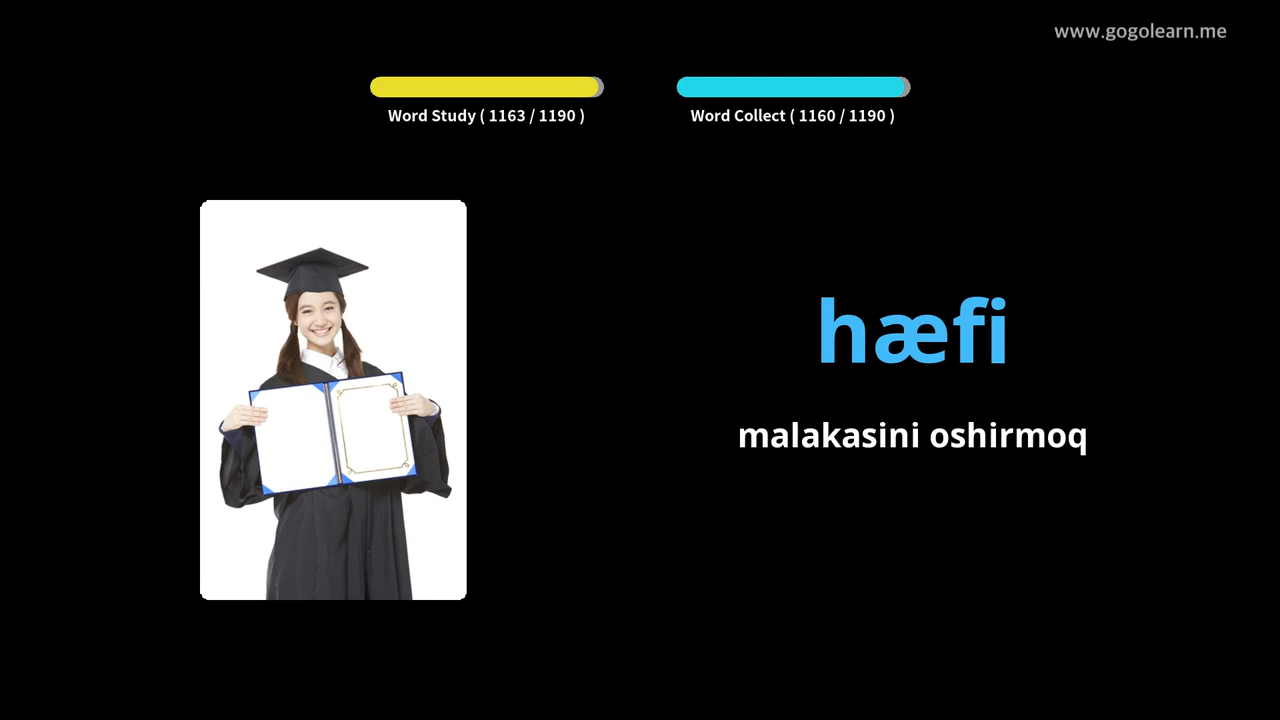 www.gogolearn.me
Word Study ( 1163 / 1190 )
Word Collect ( 1160 / 1190 )
hæfi
malakasini oshirmoq